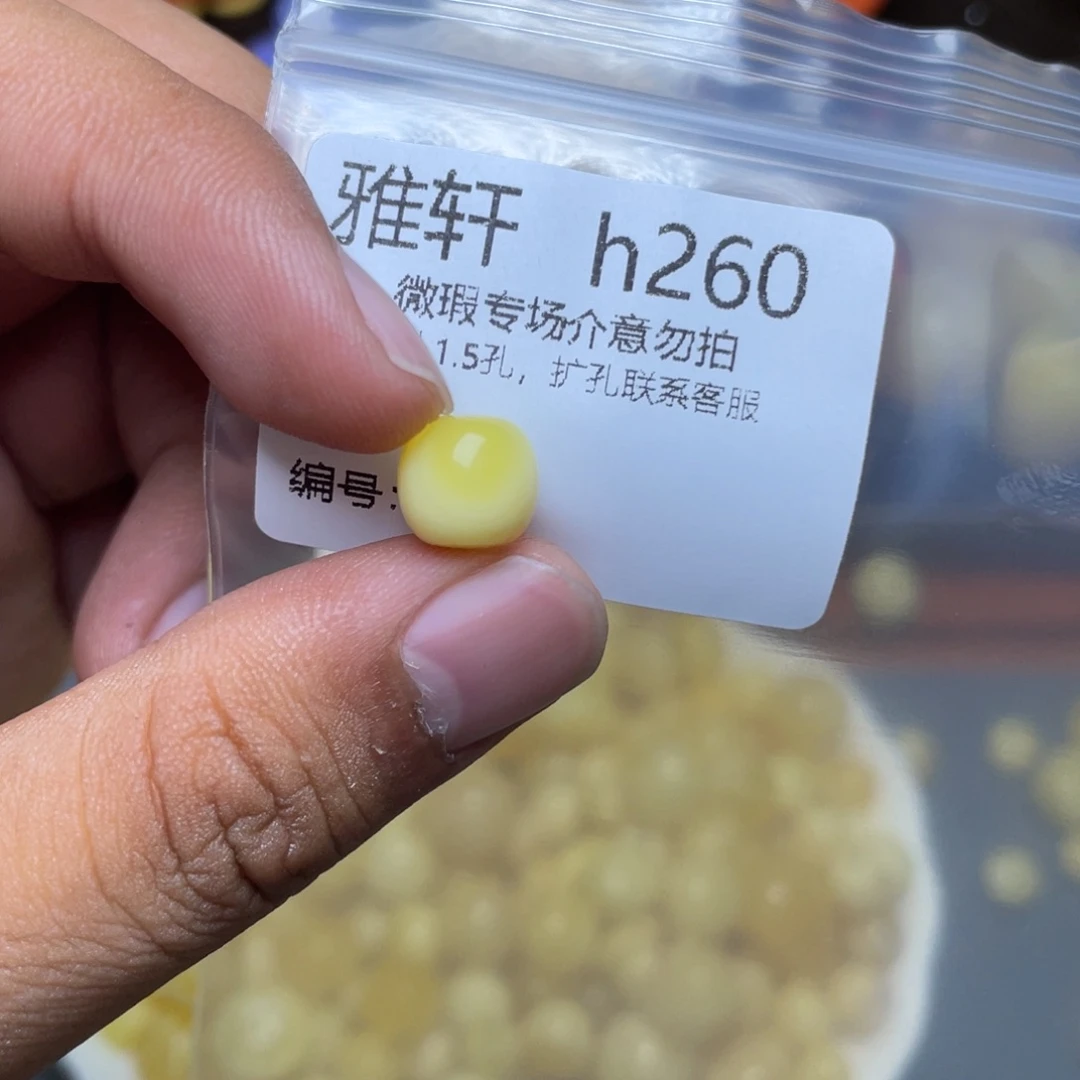 雅轩 h260
微瑕专场介意勿拍
1.5孔，扩孔联系客服
编号：